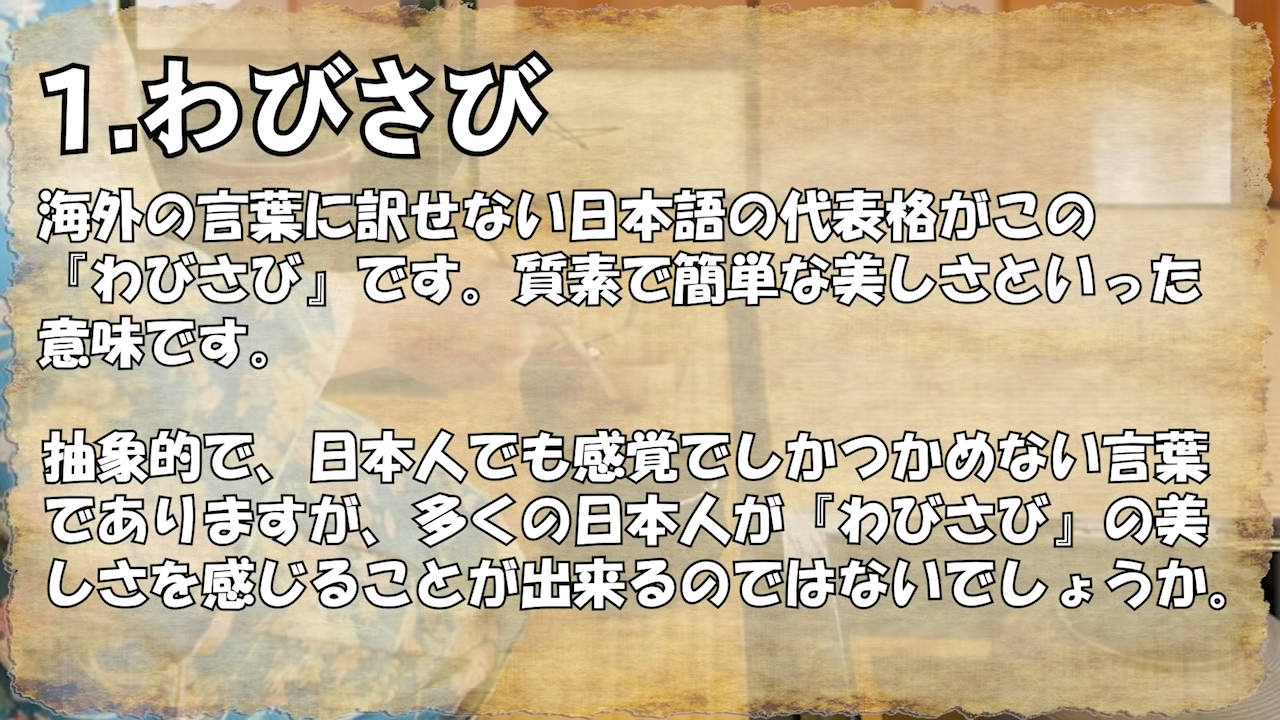 1.わびさび
海外の言葉に訳せない日本語の代表格がこの
『わびさび』です。質素で簡単な美しさといった
意味です。
抽象的で、日本人でも感覚でしかつかめない言葉
でありますが、多くの日本人が『わびさび』の美
しさを感じることが出来るのではないでしょうか。